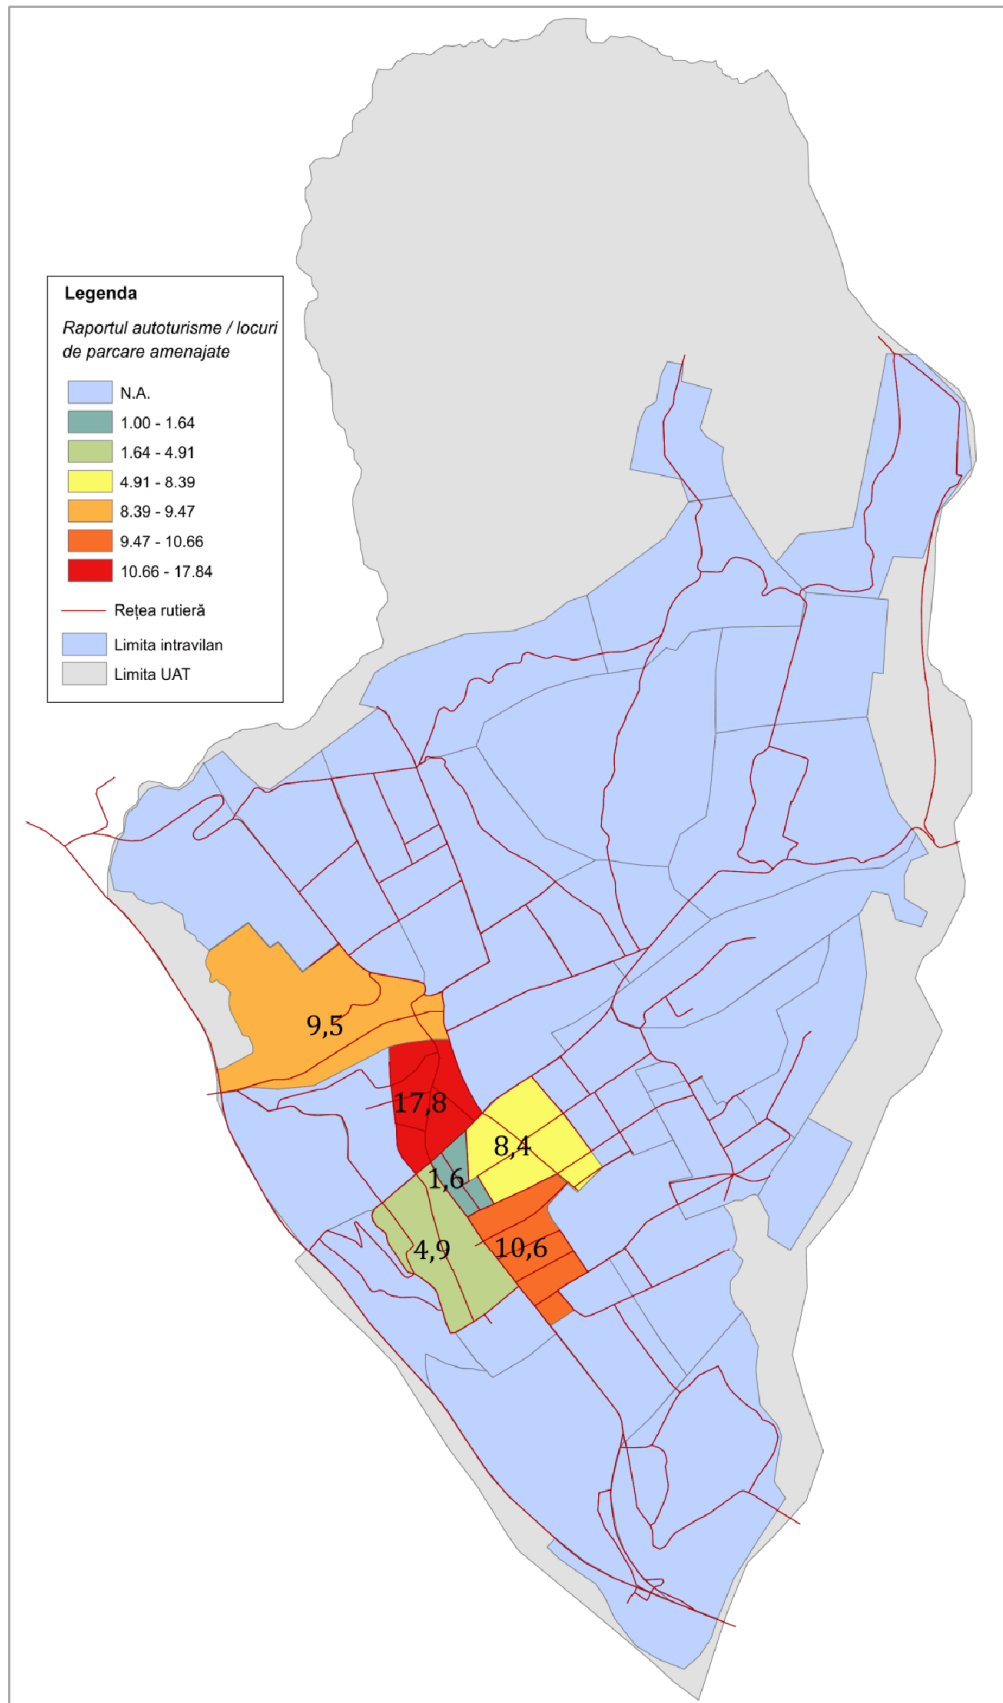 Legenda
Raportul autoturisme / locuri
de parcare amenajate
N.A.
1.00 - 1.64
1.64 - 4.91
4.91 - 8.39
8.39 - 9.47
9.47 - 10.66
10.66 - 17.84
Rețea rutieră
Limita intravilan
Limita UAT
9,5
17,8
8,4
1,6
4,9
10,6